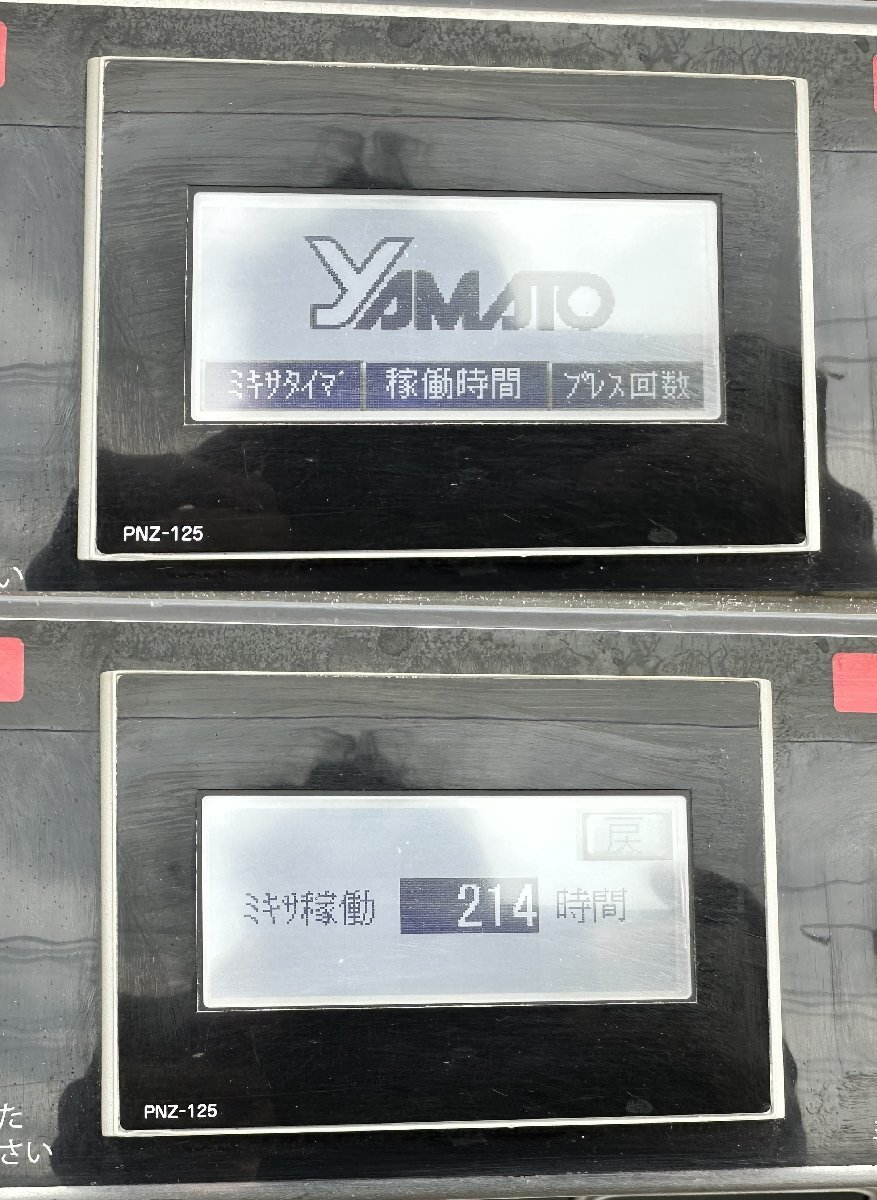 YAMATO
ミキサタイマ 稼働時間 プレス回数
PNZ-125
い
戻
ミキサ稼働 214 時間
PNZ-125
た
さい